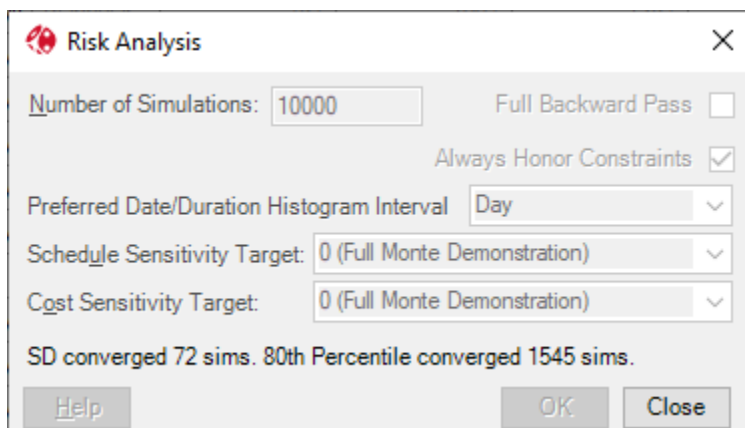 Risk Analysis
Number of Simulations: 10000 Full Backward Pass
Always Honor Constraints
Preferred Date/Duration Histogram Interval Day
Schedule Sensitivity Target: 0 (Full Monte Demonstration)
Cost Sensitivity Target: 0 (Full Monte Demonstration)
SD converged 72 sims. 80th Percentile converged 1545 sims.
Help OK Close